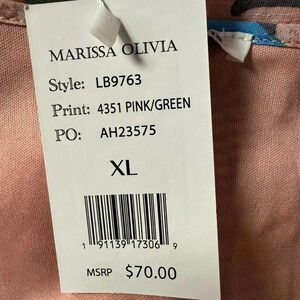 MARISSA OLIVIA
Style: LB9763
Print: 4351 PINK/GREEN
PO: AH23575
XL
1 91139 17306 9
MSRP $70.00